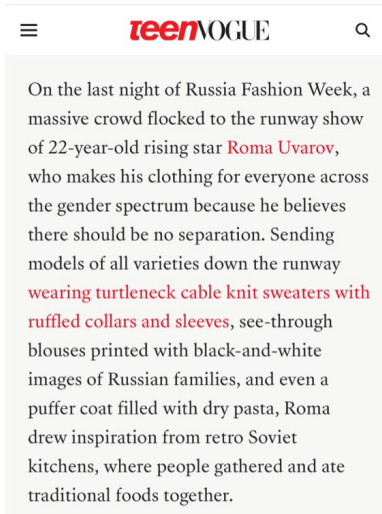 teenVOGUE
On the last night of Russia Fashion Week, a
massive crowd flocked to the runway show
of 22-year-old rising star Roma Uvarov,
who makes his clothing for everyone across
the gender spectrum because he believes
there should be no separation. Sending
models of all varieties down the runway
wearing turtleneck cable knit sweaters with
ruffled collars and sleeves, see-through
blouses printed with black-and-white
images of Russian families, and even a
puffer coat filled with dry pasta, Roma
drew inspiration from retro Soviet
kitchens, where people gathered and ate
traditional foods together.